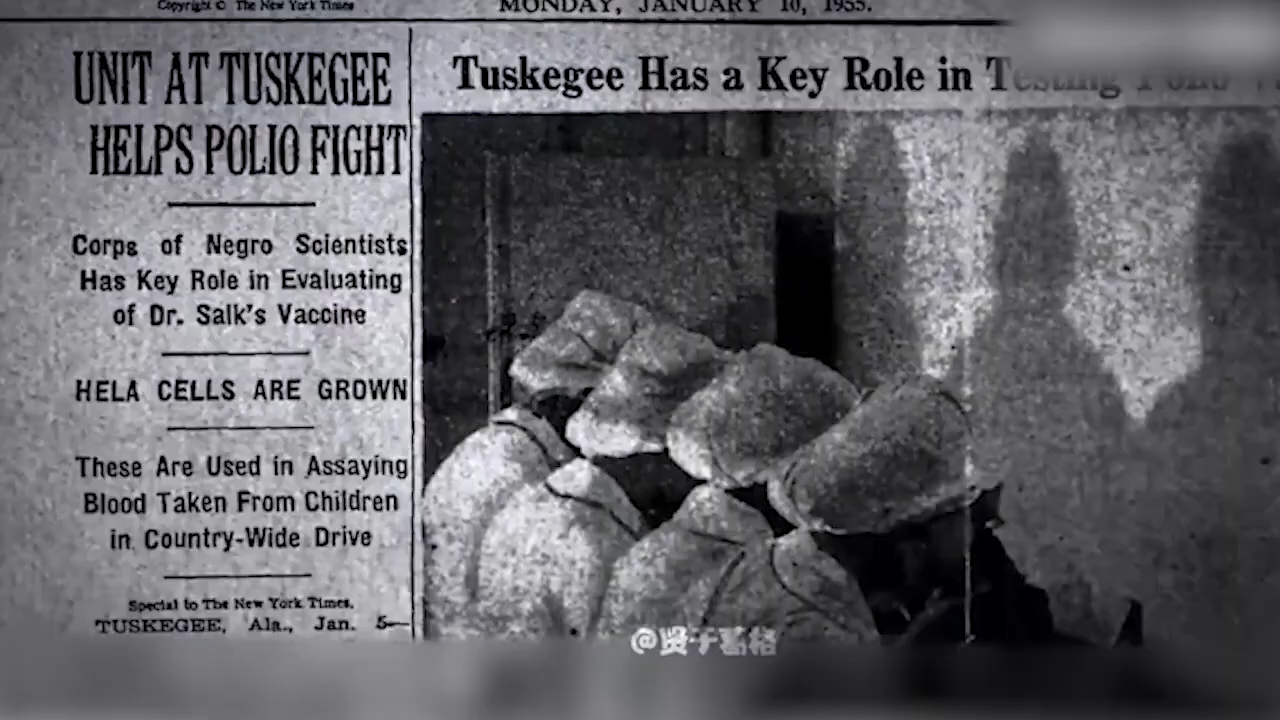 Copyright © The New York Times
MONDAY, JANUARY 10, 1955.
UNIT AT TUSKEGEE
HELPS POLIO FIGHT
Corps of Negro Scientists
Has Key Role in Evaluating
of Dr. Salk's Vaccine
HELA CELLS ARE GROWN
These Are Used in Assaying
Blood Taken From Children
in Country-Wide Drive
Special to The New York Times.
TUSKEGEE, Ala., Jan. 5—
Tuskegee Has a Key Role in Testing Polio
@贤于葛格